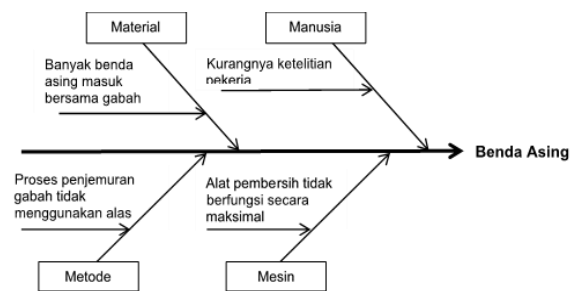 Material
Manusia
Banyak benda
asing masuk
bersama gabah
Kurangnya ketelitian
pekerja
Benda Asing
Proses penjemuran
gabah tidak
menggunakan alas
Alat pembersih tidak
berfungsi secara
maksimal
Metode
Mesin